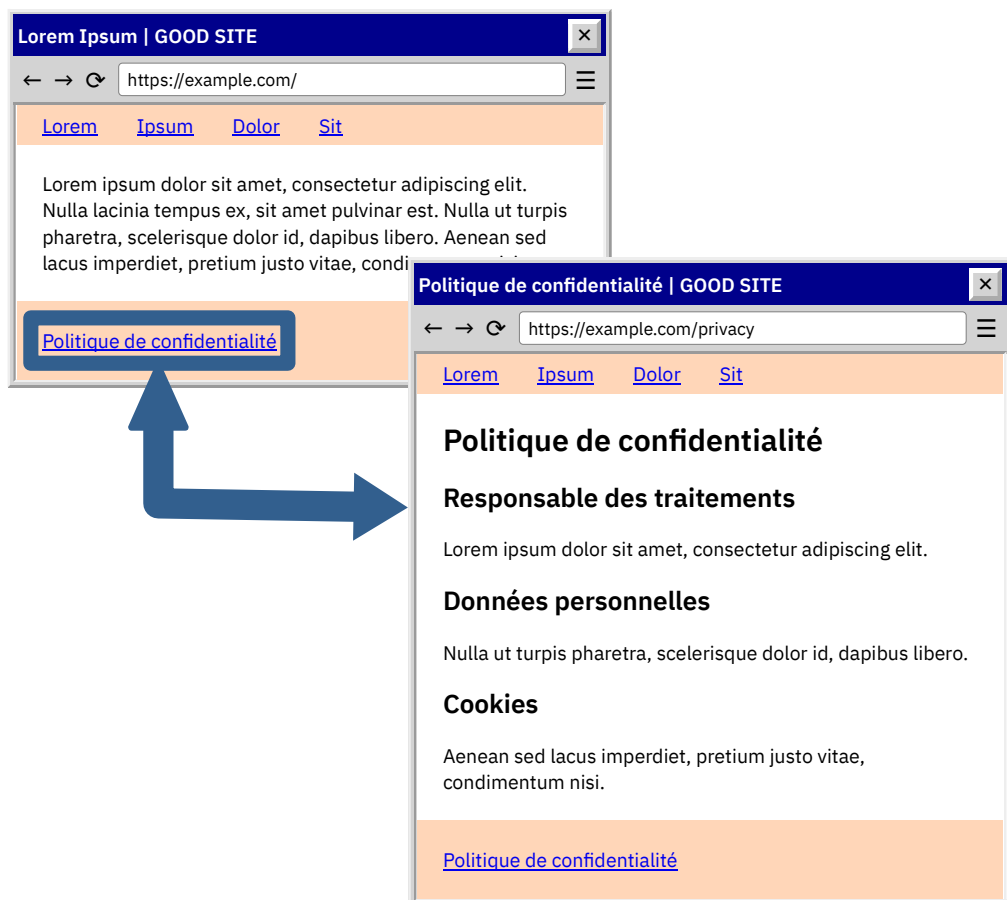 Lorem Ipsum | GOOD SITE
https://example.com/
Lorem Ipsum Dolor Sit
Lorem ipsum dolor sit amet, consectetur adipiscing elit.
Nulla lacinia tempus ex, sit amet pulvinar est. Nulla ut turpis
pharetra, scelerisque dolor id, dapibus libero. Aenean sed
lacus imperdiet, pretium justo vitae,
Politique de confidentialité
Politique de confidentialité | GOOD SITE
https://example.com/privacy
Lorem Ipsum Dolor Sit
Politique de confidentialité
Responsable des traitements
Lorem ipsum dolor sit amet, consectetur adipiscing elit.
Données personnelles
Nulla ut turpis pharetra, scelerisque dolor id, dapibus libero.
Cookies
Aenean sed lacus imperdiet, pretium justo vitae,
condimentum nisi.
Politique de confidentialité